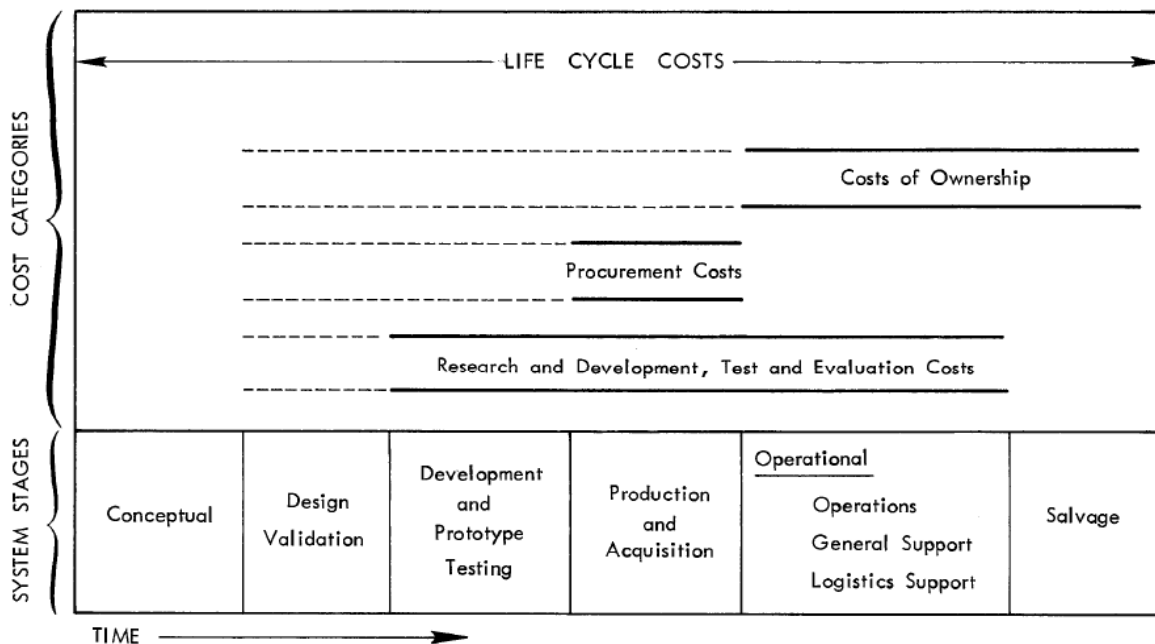 COST CATEGORIES
LIFE CYCLE COSTS
Costs of Ownership
Procurement Costs
Research and Development, Test and Evaluation Costs
SYSTEM STAGES
Conceptual
Design
Validation
Development
and
Prototype
Testing
Production
and
Acquisition
Operational
Operations
General Support
Logistics Support
Salvage
TIME